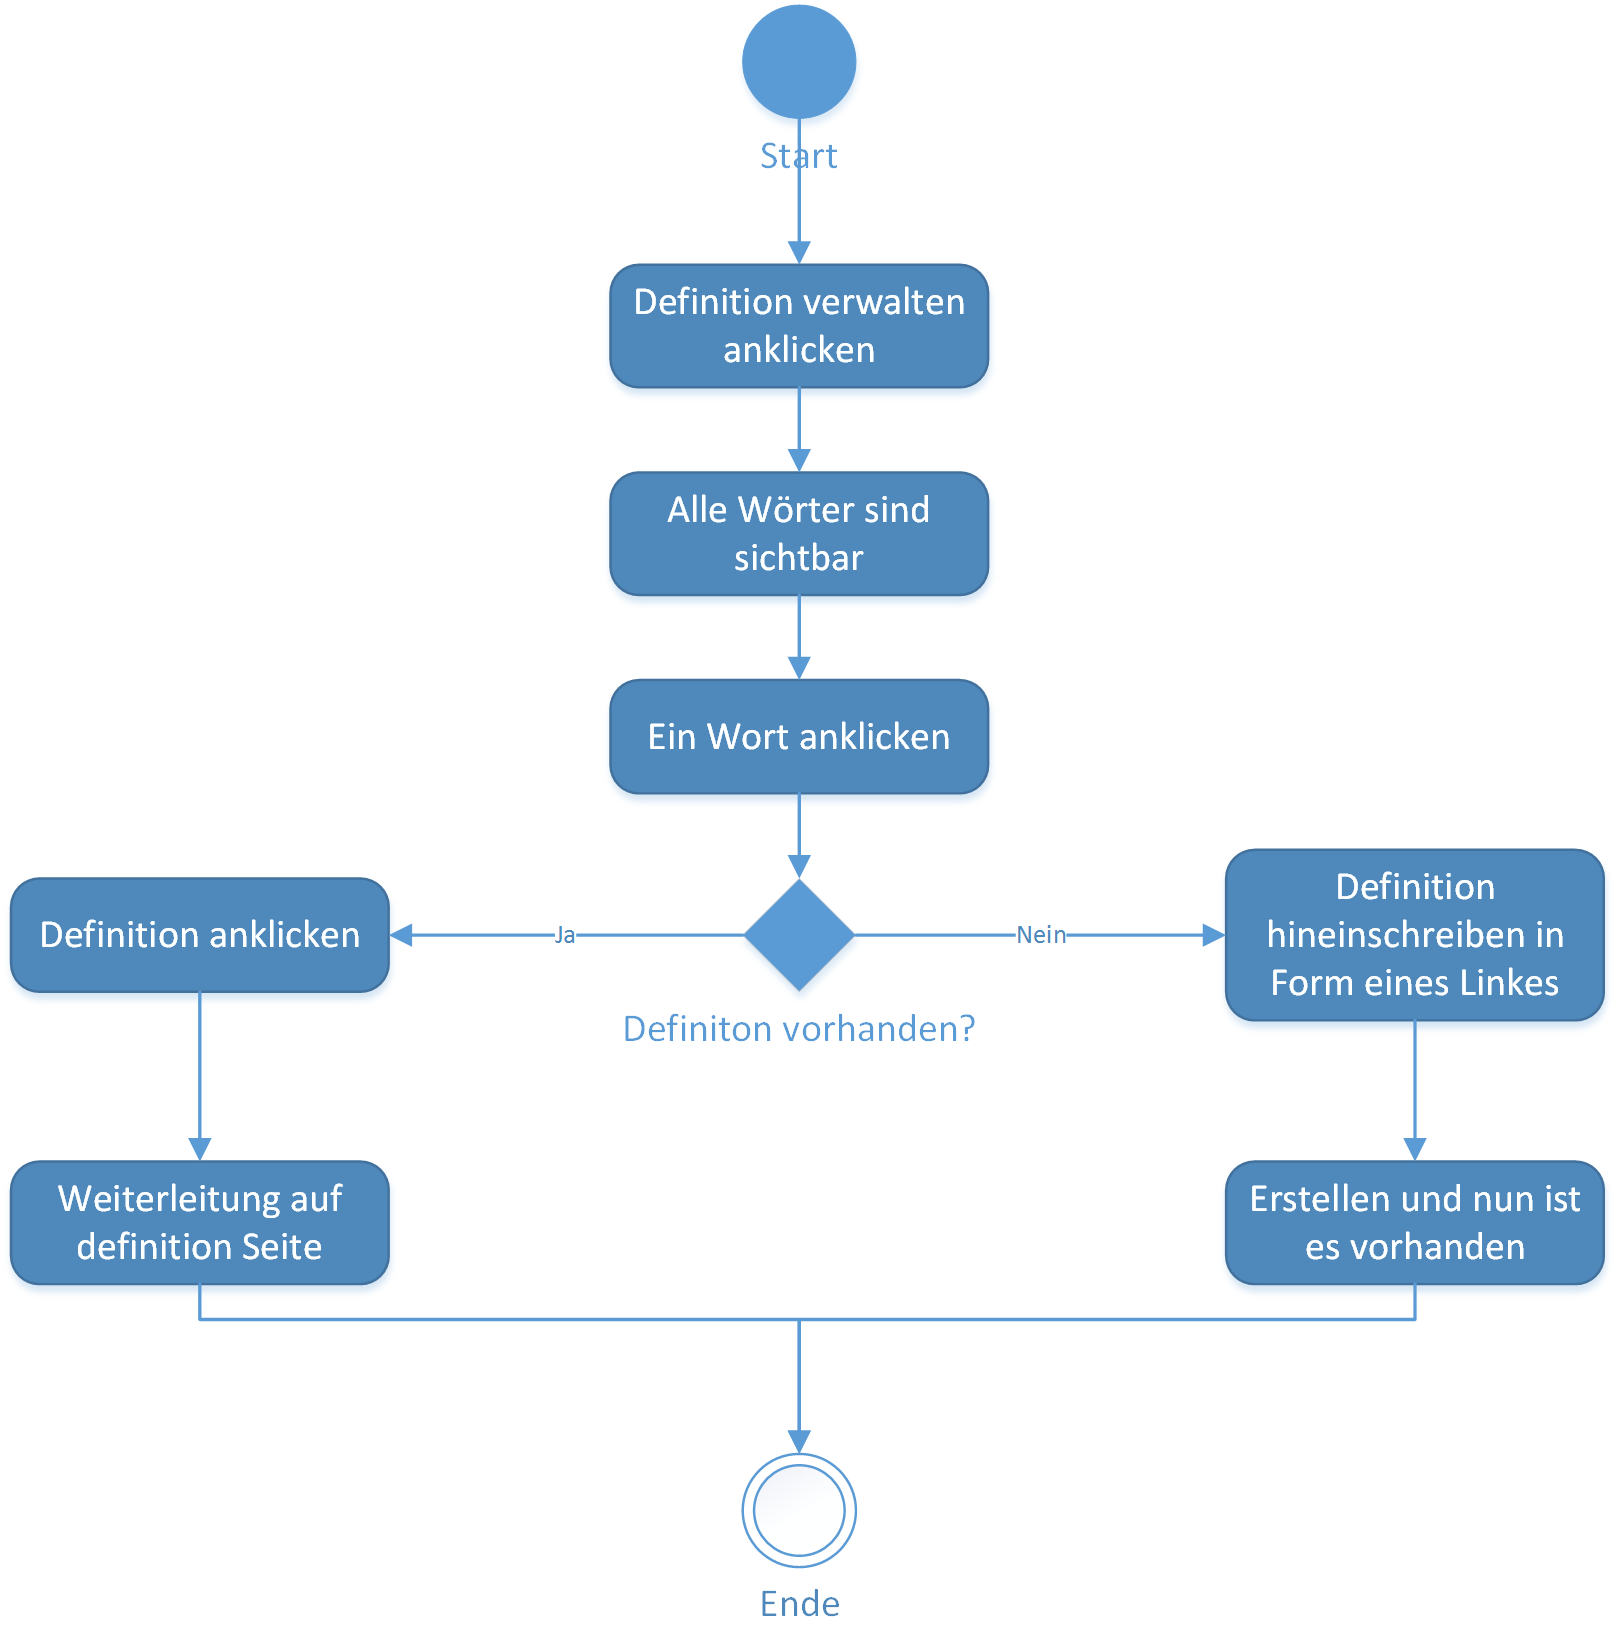 Start
Definition verwalten
anklicken
Alle Wörter sind
sichtbar
Ein Wort anklicken
Definition anklicken
Ja
Nein
Definition
hineinschreiben in
Form eines Linkes
Definiton vorhanden?
Weiterleitung auf
definition Seite
Erstellen und nun ist
es vorhanden
Ende